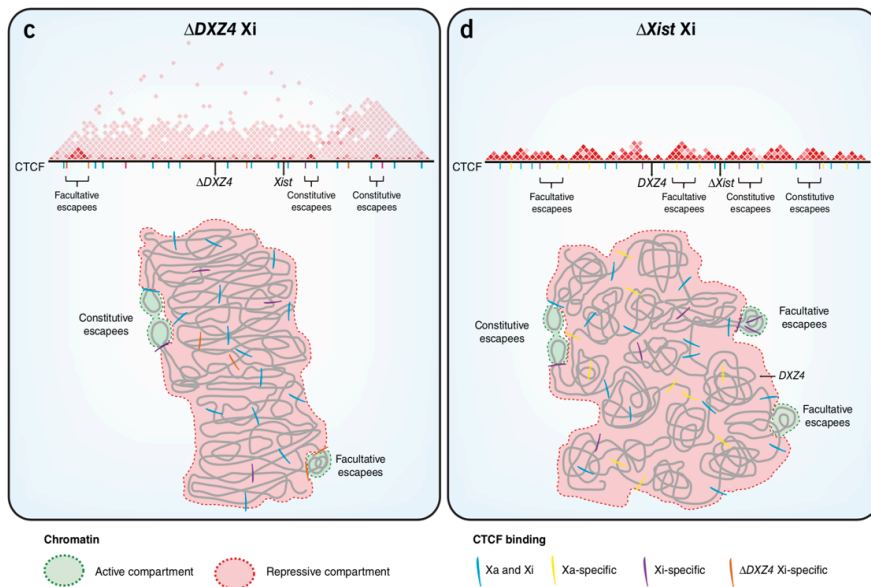 c
ΔDXZ4 Xi
CTCF
ΔDXZ4
Xist
Facultative
escapees
Constitutive
escapees
Constitutive
escapees
Constitutive
escapees
Facultative
escapees
d
ΔXist Xi
CTCF
DXZ4
ΔXist
Facultative
escapees
Facultative
escapees
Constitutive
escapees
Constitutive
escapees
Constitutive
escapees
Facultative
escapees
DXZ4
Facultative
escapees
Chromatin
Active compartment
Repressive compartment
CTCF binding
Xa and Xi
Xa-specific
Xi-specific
ΔDXZ4 Xi-specific